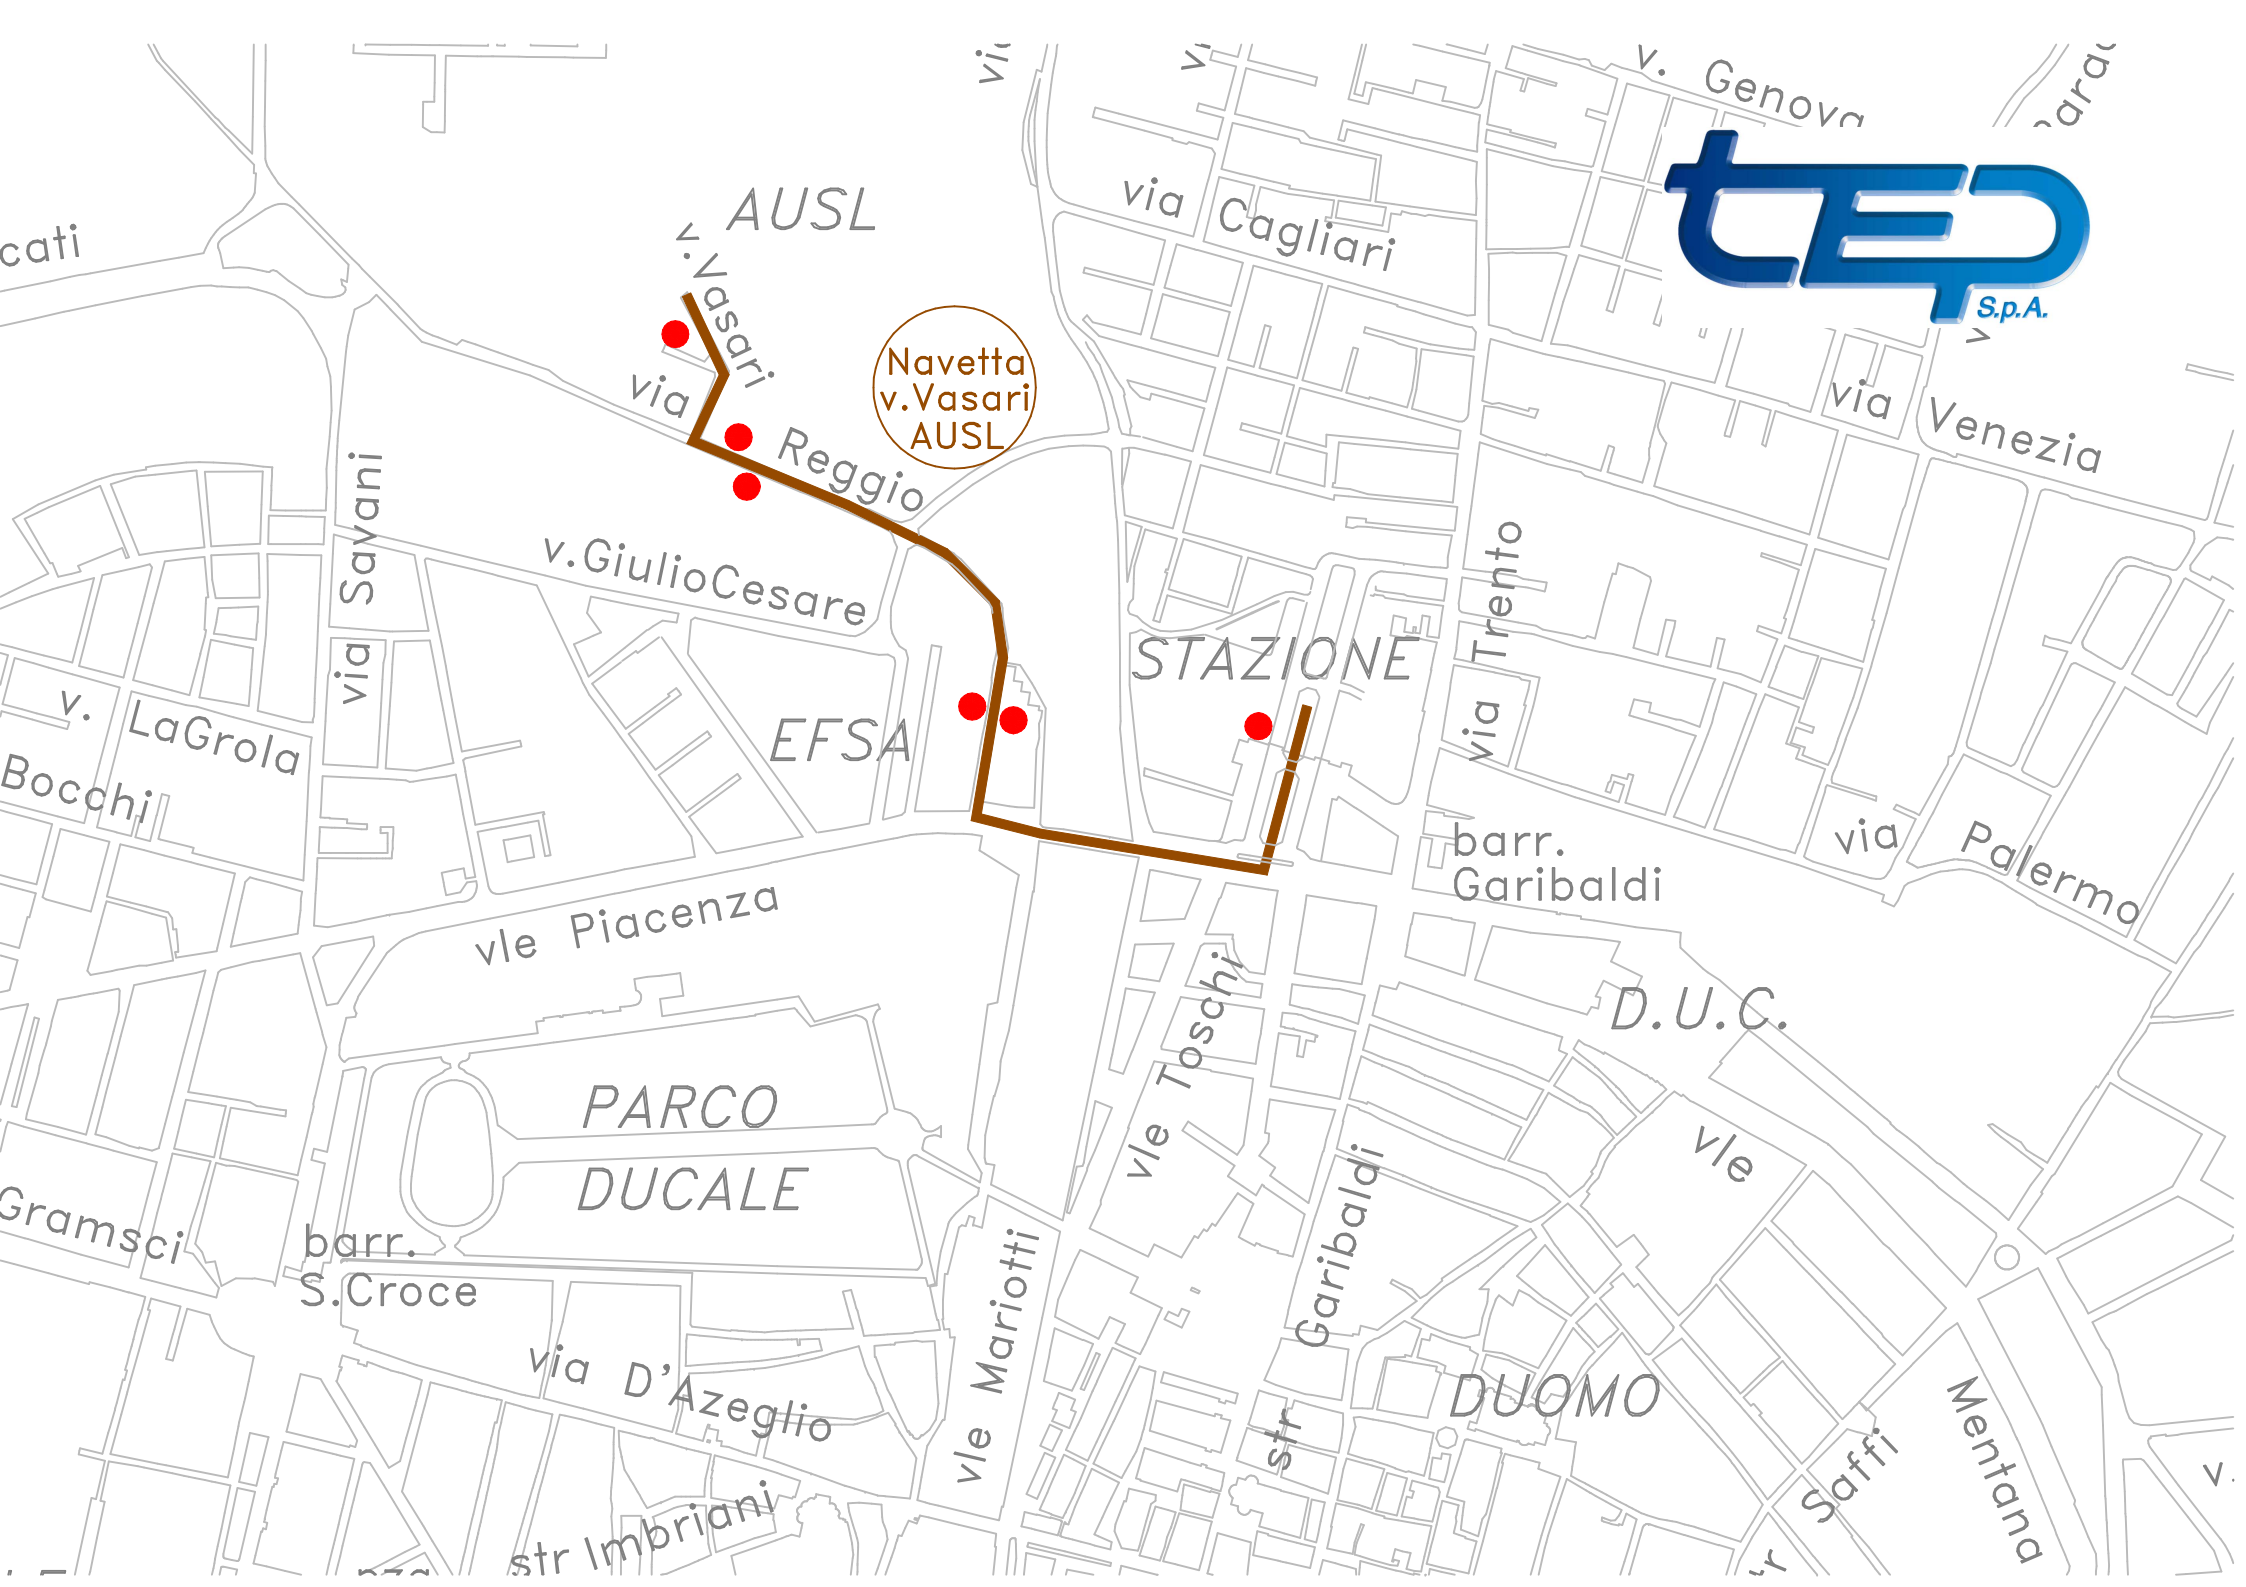 v. Genova
AUSL
via Cagliari
tEP
S.p.A.
cati
v.Vasari
Navetta
v.Vasari
AUSL
via Reggio
via Venezia
via Savani
v.GiulioCesare
via Trento
STAZIONE
EFSA
v. LaGrola
Bocchi
barr.
Garibaldi
via Palermo
vle Piacenza
vle Toschi
D.U.C.
PARCO
DUCALE
vle Mentana
Gramsci
barr.
S.Croce
vle Mariotti
str Garibaldi
via D'Azeglio
DUOMO
Saffi
str Imbriani